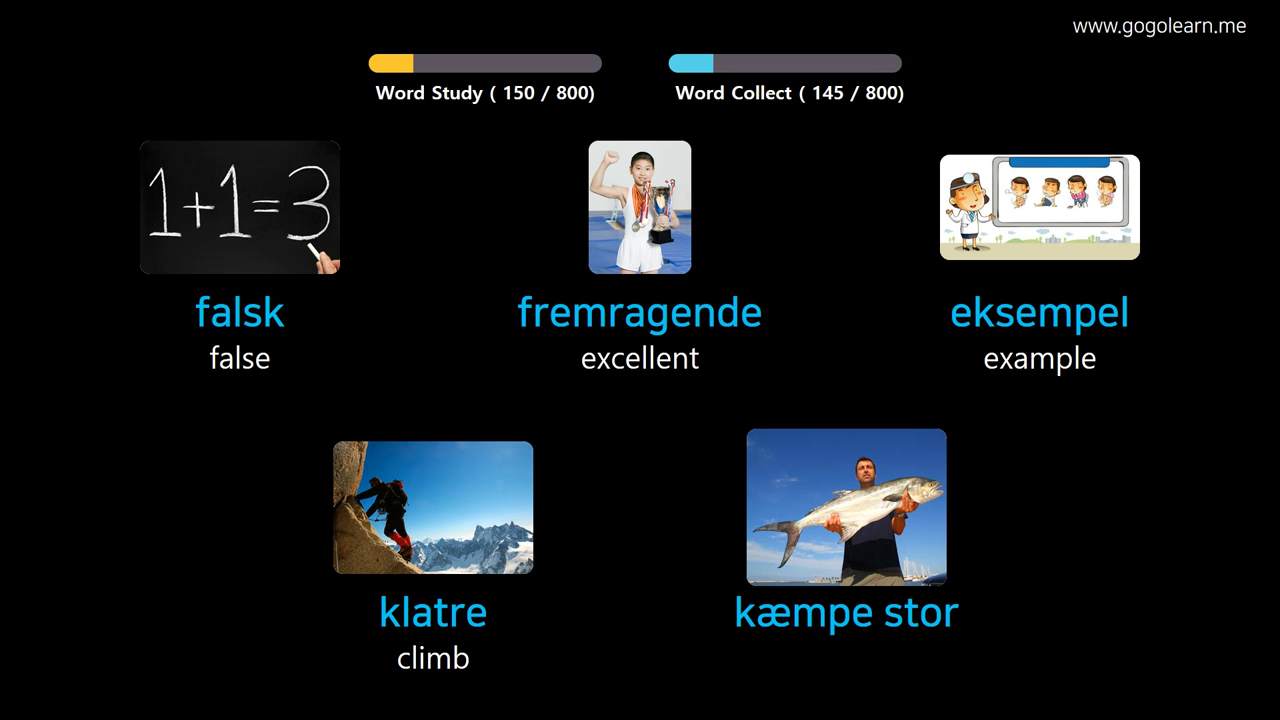 www.gogolearn.me
Word Study ( 150 / 800)
Word Collect ( 145 / 800)
1+1=3
falsk
false
fremragende
excellent
eksempel
example
klatre
climb
kæmpe stor